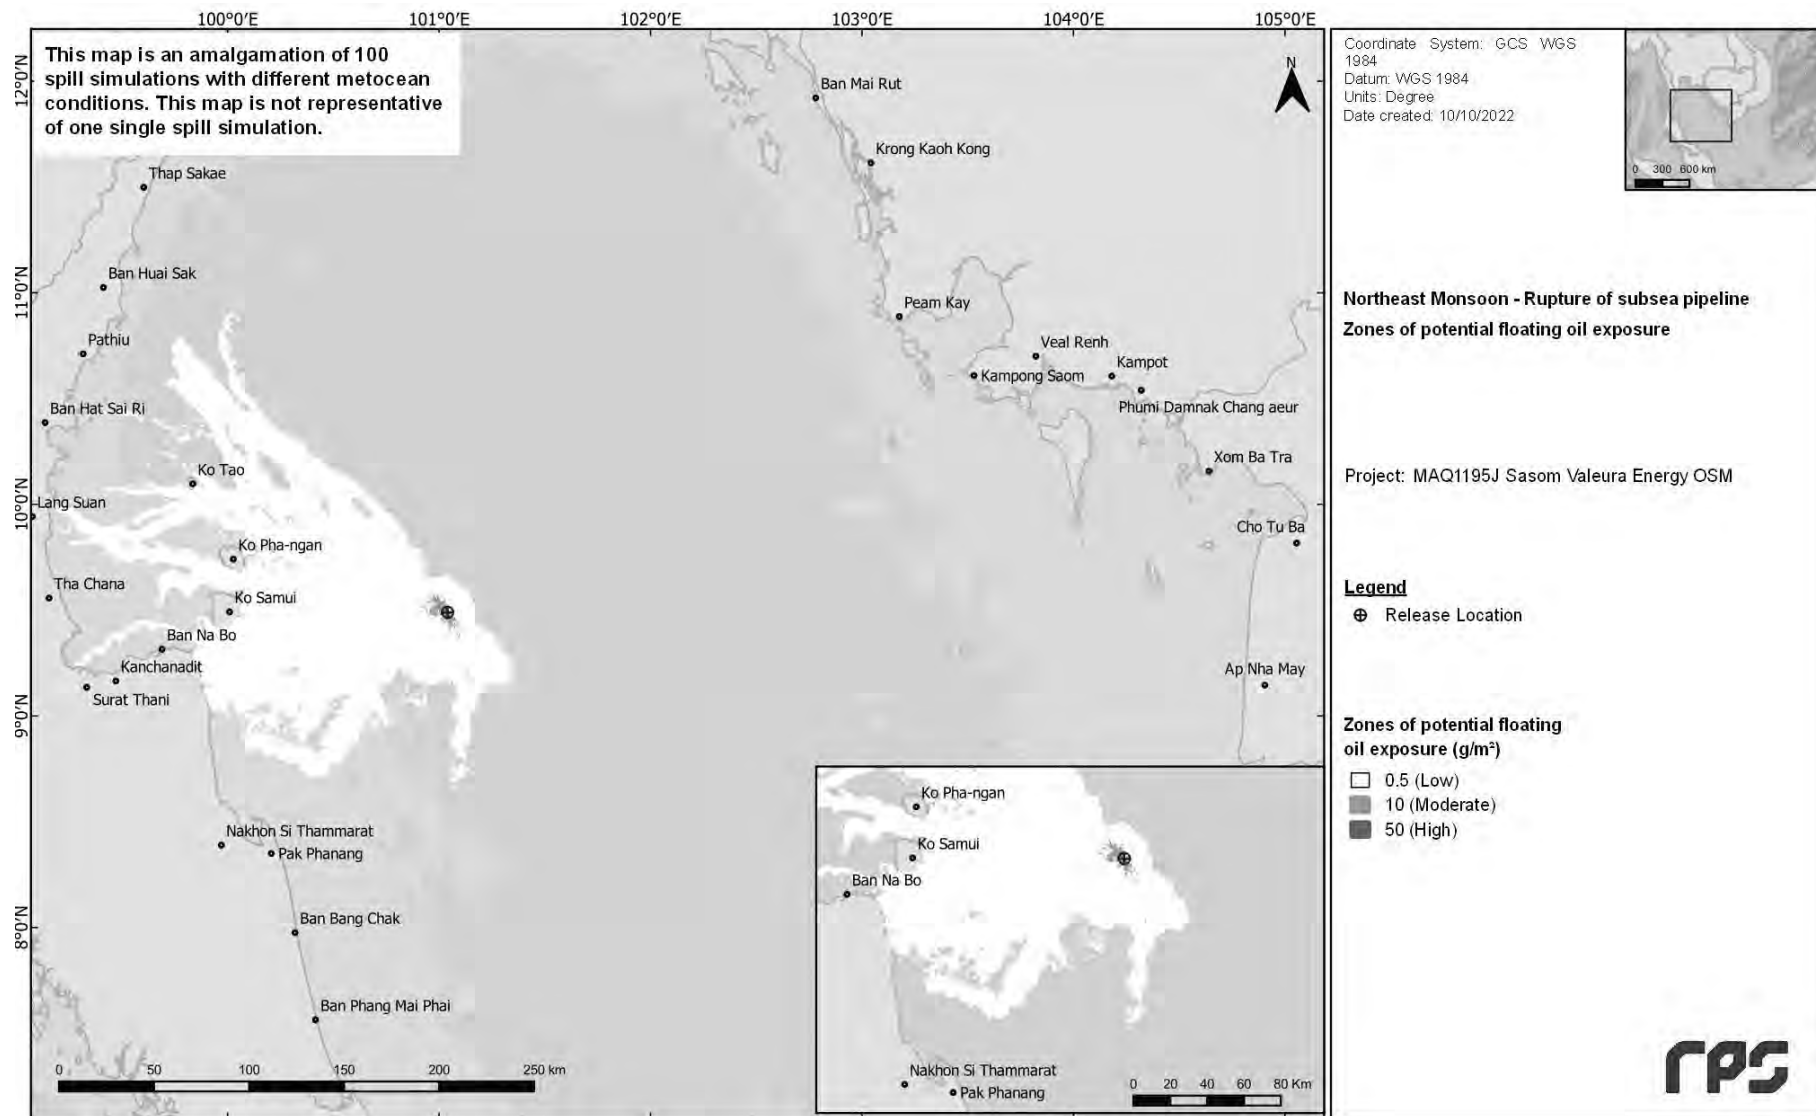 100°0'E 101°0'E 102°0'E 103°0'E 104°0'E 105°0'E
12°0'N
11°0'N
10°0'N
9°0'N
8°0'N
This map is an amalgamation of 100
spill simulations with different metocean
conditions. This map is not representative
of one single spill simulation.
N
Ban Mai Rut
Krong Kaoh Kong
Thap Sakae
Ban Huai Sak
Peam Kay
Pathiu
Veal Renh
Kampot
Kampong Saom
Ban Hat Sai Ri
Phumi Damnak Chang aeur
Xom Ba Tra
Ko Tao
Lang Suan
Cho Tu Ba
Ko Pha-ngan
Tha Chana
Ko Samui
Ban Na Bo
Kanchanadit
Ap Nha May
Surat Thani
Nakhon Si Thammarat
Pak Phanang
Ban Bang Chak
Ban Phang Mai Phai
0 50 100 150 200 250 km
Ko Pha-ngan
Ko Samui
Ban Na Bo
Nakhon Si Thammarat
Pak Phanang
0 20 40 60 80 Km
Coordinate System: GCS WGS
1984
Datum: WGS 1984
Units: Degree
Date created: 10/10/2022
0 300 600 km
Northeast Monsoon - Rupture of subsea pipeline
Zones of potential floating oil exposure
Project: MAQ1195J Sasom Valeura Energy OSM
Legend
Release Location
Zones of potential floating
oil exposure (g/m²)
0.5 (Low)
10 (Moderate)
50 (High)
rps